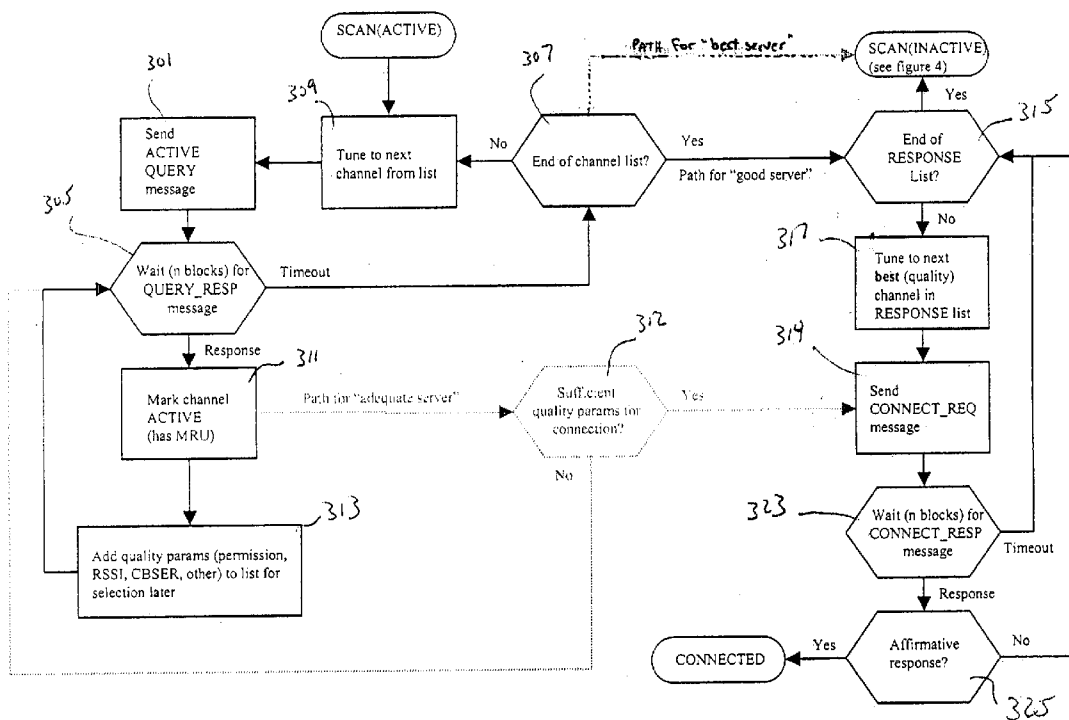 SCAN(ACTIVE)
307
PATH FOR "best server"
SCAN(INACTIVE)
(see figure 4)
301
309
Send
ACTIVE
QUERY
message
Tune to next
channel from list
No
End of channel list?
Yes
Path for "good server"
Yes
End of
RESPONSE
List?
315
No
305
Wait (n blocks) for
QUERY_RESP
message
Timeout
317
Tune to next
best (quality)
channel in
RESPONSE list
Response
311
Mark channel
ACTIVE
(has MRU)
Path for "adequate server"
312
Sufficient
quality params for
connection?
Yes
No
319
Send
CONNECT_REQ
message
313
Add quality params (permission,
RSSI, CBSER, other) to list for
selection later
323
Wait (n blocks) for
CONNECT_RESP
message
Timeout
Response
CONNECTED
Yes
Affirmative
response?
No
325